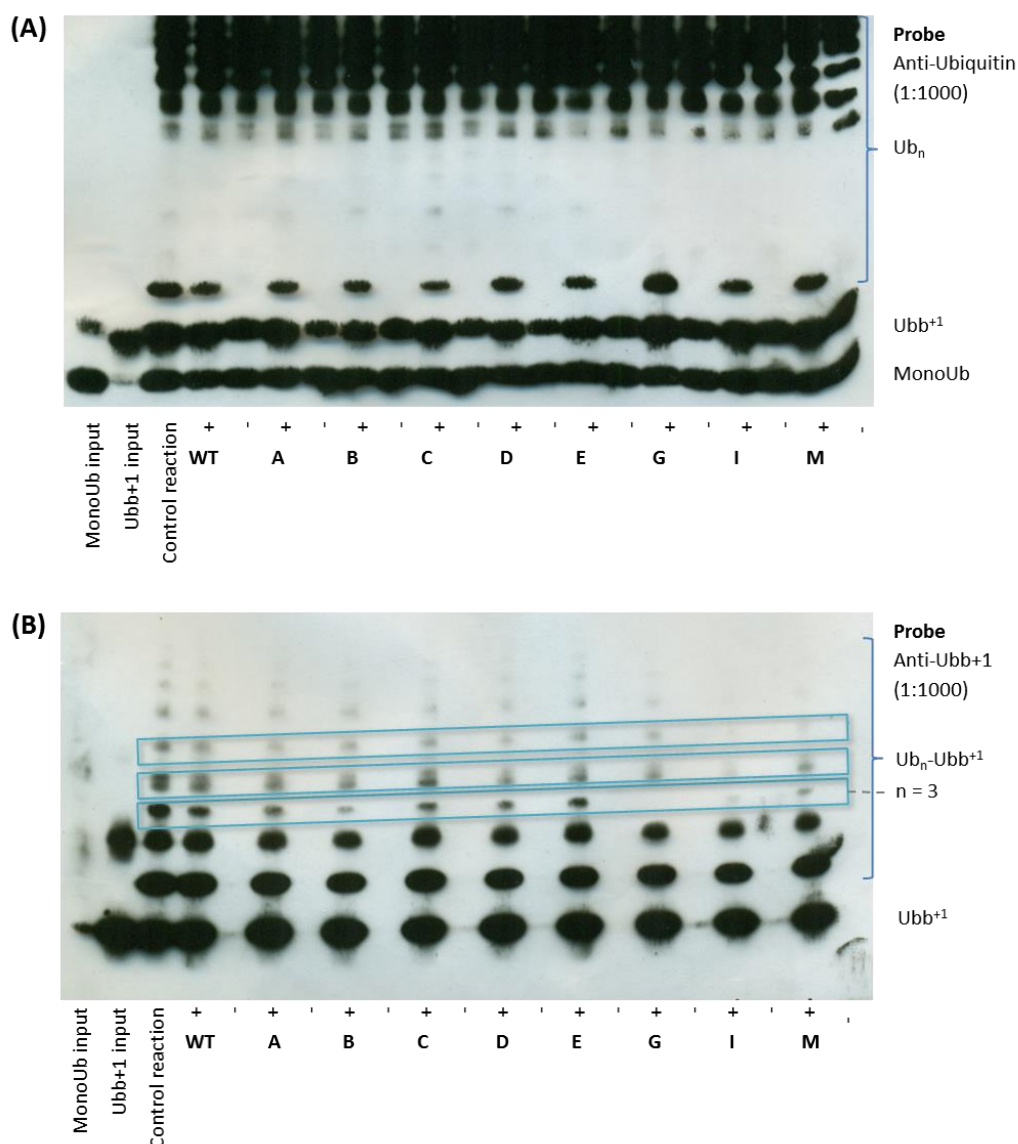 (A)
Probe
Anti-Ubiquitin
(1:1000)
Ubn
Ubb+1
MonoUb
MonoUb input
Ubb+1 input
Control reaction
+ - + - + - + - + - + - + - + - + -
WT A B C D E G I M
(B)
Probe
Anti-Ubb+1
(1:1000)
Ubn-Ubb+1
n = 3
Ubb+1
MonoUb input
Ubb+1 input
Control reaction
+ - + - + - + - + - + - + - + - + -
WT A B C D E G I M